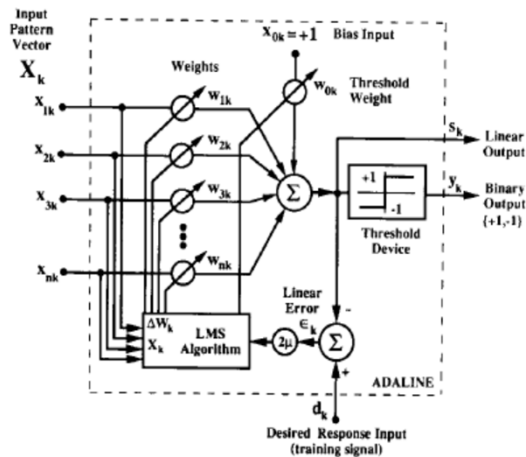 Input
Pattern
Vector
X_k
x_0k = +1
Bias Input
Weights
w_0k
Threshold
Weight
x_1k
w_1k
x_2k
w_2k
x_3k
w_3k
x_nk
w_nk
Σ
s_k
Linear
Output
+1
-1
y_k
Binary
Output
{+1,-1}
Threshold
Device
ΔW_k
X_k
LMS
Algorithm
Linear
Error
∈_k
2μ
Σ
-
+
ADALINE
d_k
Desired Response Input
(training signal)